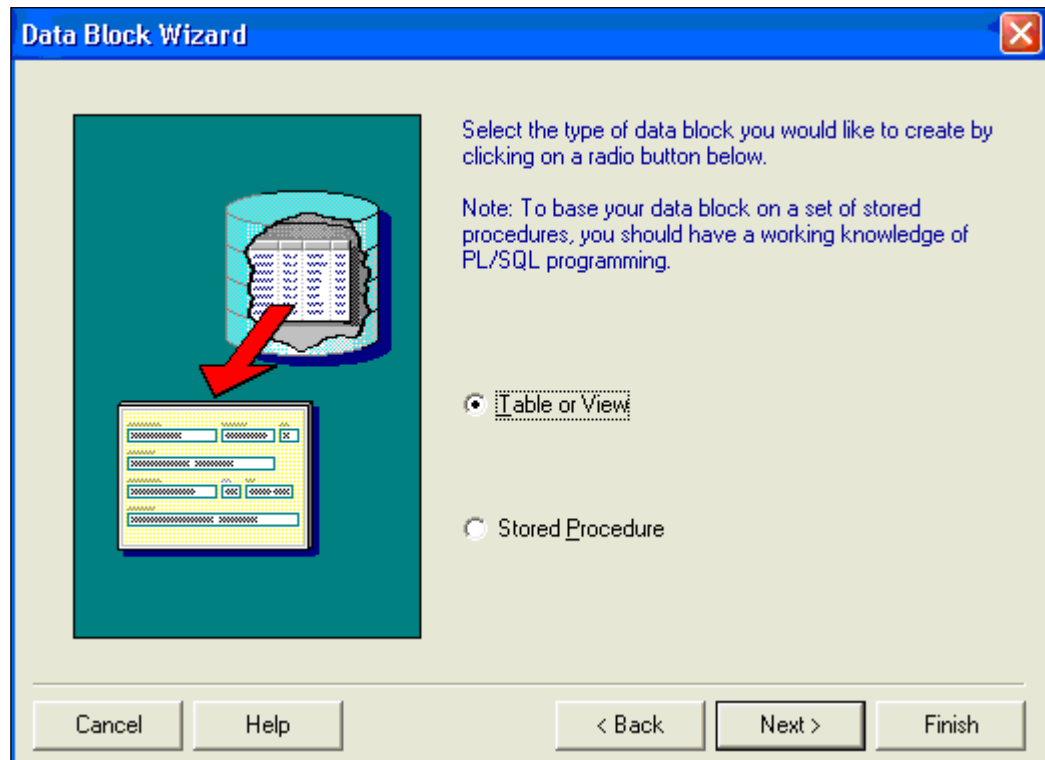 Data Block Wizard
Select the type of data block you would like to create by
clicking on a radio button below.
Note: To base your data block on a set of stored
procedures, you should have a working knowledge of
PL/SQL programming.
Table or View
Stored Procedure
Cancel
Help
< Back
Next >
Finish